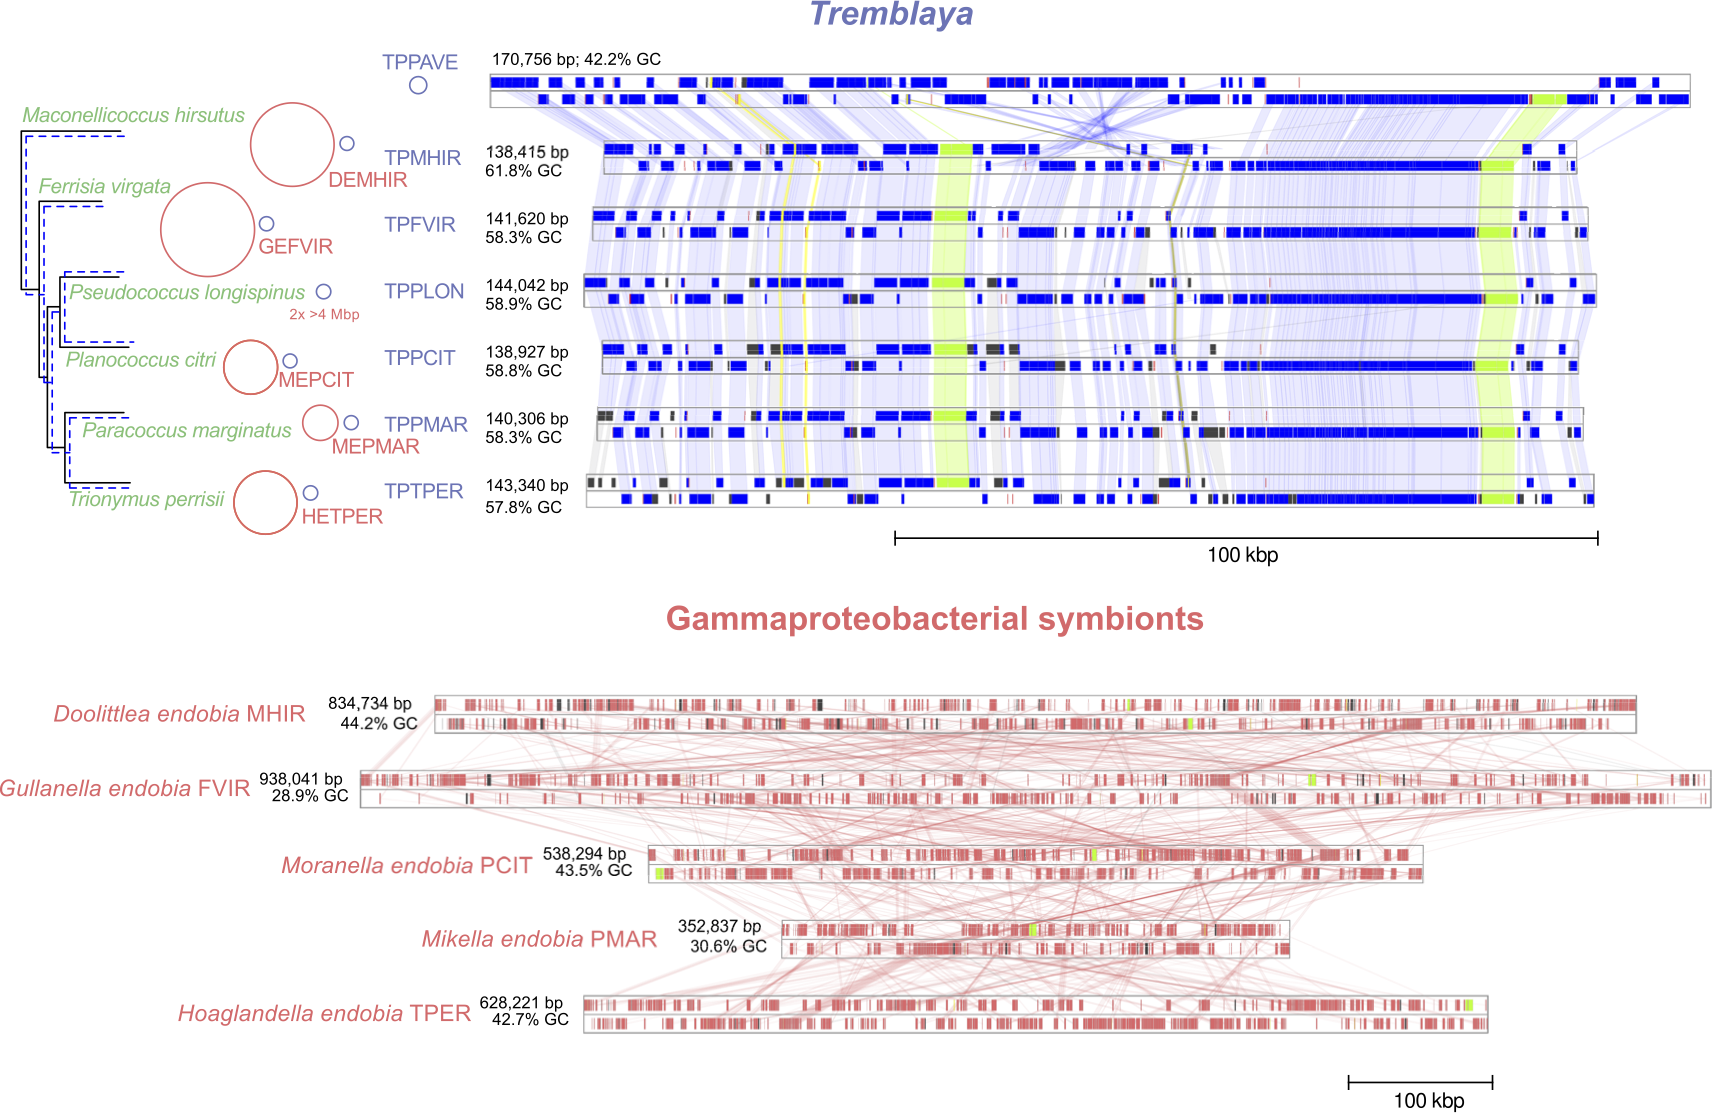 Tremblaya
TPPAVE
170,756 bp; 42.2% GC
Maconellicoccus hirsutus
DEMHIR
TPMHIR
138,415 bp
61.8% GC
Ferrisia virgata
GEFVIR
TPFVIR
141,620 bp
58.3% GC
Pseudococcus longispinus
2x >4 Mbp
TPPLON
144,042 bp
58.9% GC
Planococcus citri
MEPCIT
TPPCIT
138,927 bp
58.8% GC
Paracoccus marginatus
MEPMAR
TPPMAR
140,306 bp
58.3% GC
Trionymus perrisii
HETPER
TPTPER
143,340 bp
57.8% GC
100 kbp
Gammaproteobacterial symbionts
Doolittlea endobia MHIR
834,734 bp
44.2% GC
Gullanella endobia FVIR
938,041 bp
28.9% GC
Moranella endobia PCIT
538,294 bp
43.5% GC
Mikella endobia PMAR
352,837 bp
30.6% GC
Hoaglandella endobia TPER
628,221 bp
42.7% GC
100 kbp